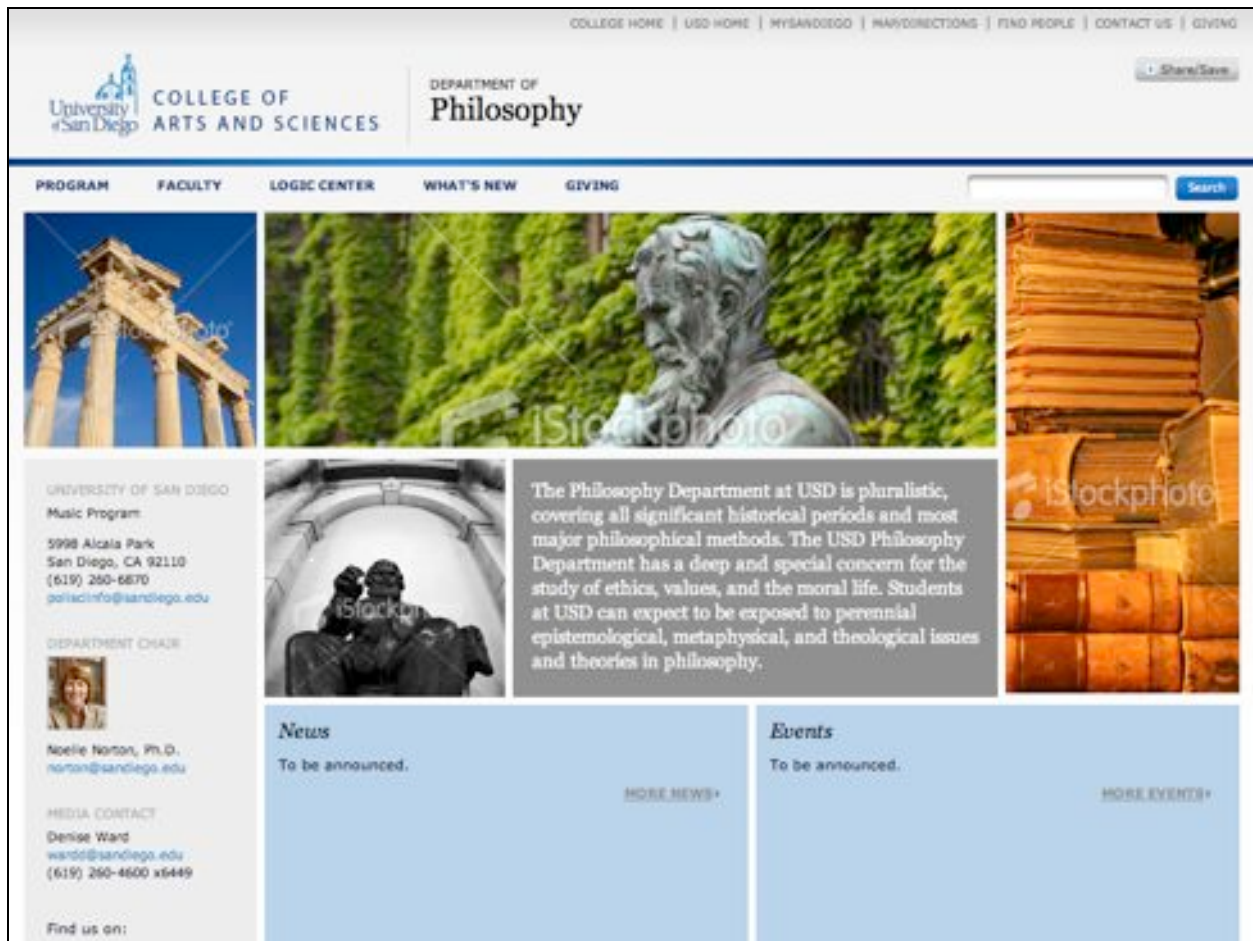 COLLEGE HOME | USD HOME | MYSANDIEGO | MAP/DIRECTIONS | FIND PEOPLE | CONTACT US | GIVING
Share/Save
University
of San Diego
COLLEGE OF
ARTS AND SCIENCES
DEPARTMENT OF
Philosophy
PROGRAM FACULTY LOGIC CENTER WHAT'S NEW GIVING
Search
iStockphoto
iStockphoto
iStockphoto
UNIVERSITY OF SAN DIEGO
Music Program
5998 Alcala Park
San Diego, CA 92110
(619) 260-6870
poliscinfo@sandiego.edu
DEPARTMENT CHAIR
Noelle Norton, Ph.D.
norton@sandiego.edu
MEDIA CONTACT
Denise Ward
wardd@sandiego.edu
(619) 260-4600 x6449
Find us on:
iStockpho
The Philosophy Department at USD is pluralistic,
covering all significant historical periods and most
major philosophical methods. The USD Philosophy
Department has a deep and special concern for the
study of ethics, values, and the moral life. Students
at USD can expect to be exposed to perennial
epistemological, metaphysical, and theological issues
and theories in philosophy.
News
To be announced.
MORE NEWS
Events
To be announced.
MORE EVENTS